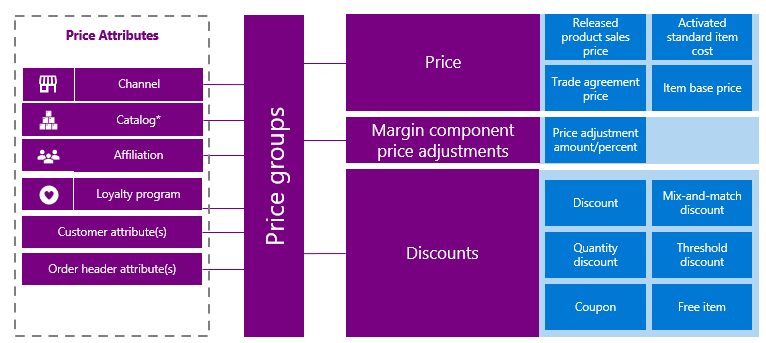 Price Attributes
Channel
Catalog*
Affiliation
Loyalty program
Customer attribute(s)
Order header attribute(s)
Price groups
Price
Released
product sales
price
Activated
standard item
cost
Trade agreement
price
Item base price
Margin component
price adjustments
Price adjustment
amount/percent
Discounts
Discount
Mix-and-match
discount
Quantity
discount
Threshold
discount
Coupon
Free item